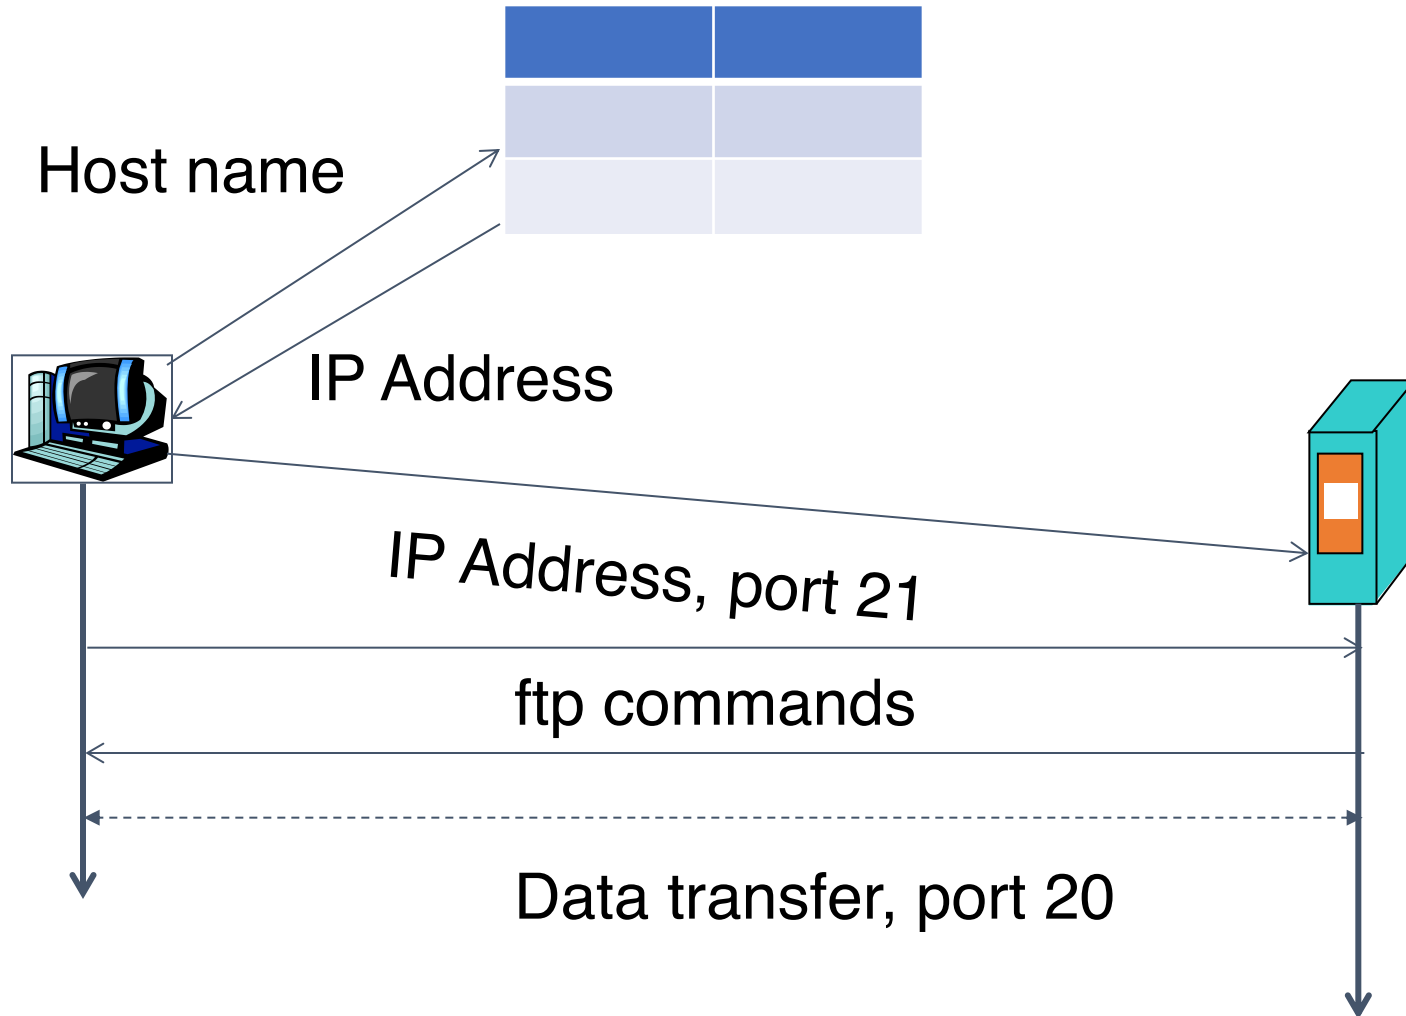 Host name
IP Address
IP Address, port 21
ftp commands
Data transfer, port 20